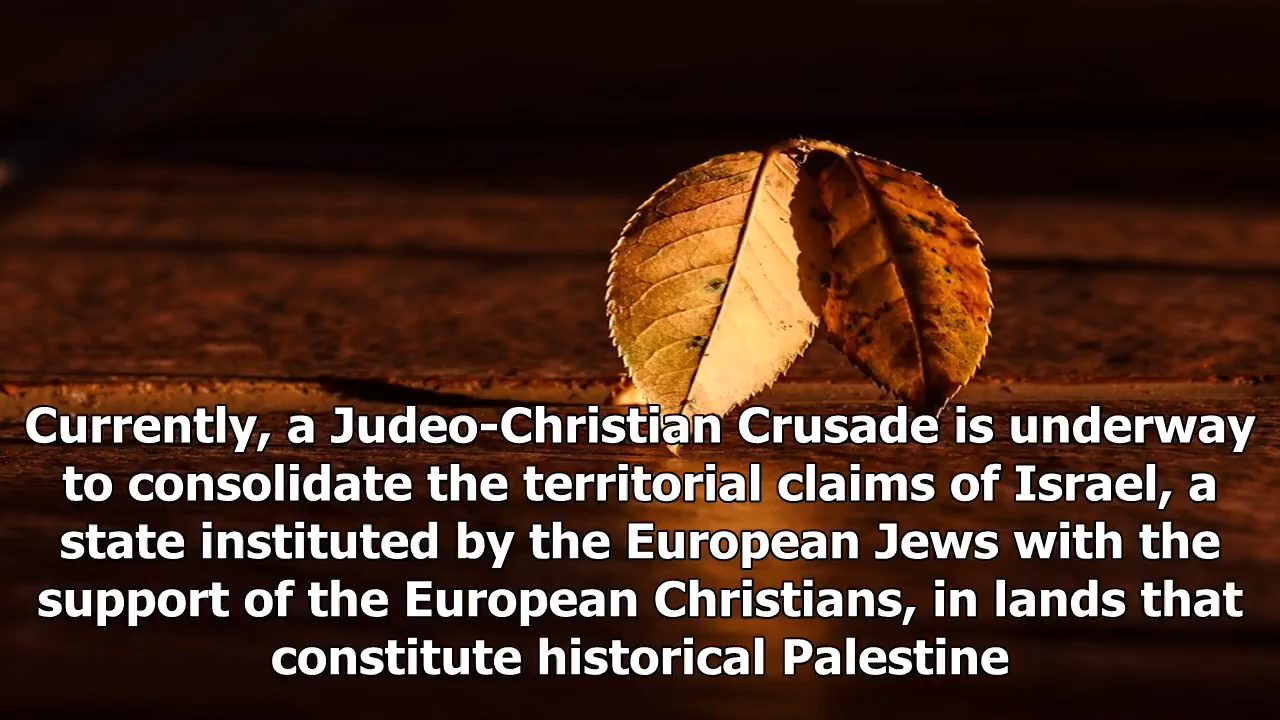 Currently, a Judeo-Christian Crusade is underway
to consolidate the territorial claims of Israel, a
state instituted by the European Jews with the
support of the European Christians, in lands that
constitute historical Palestine